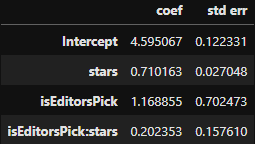 coef std err
Intercept 4.595067 0.122331
stars 0.710163 0.027048
isEditorsPick 1.168855 0.702473
isEditorsPick:stars 0.202353 0.157610